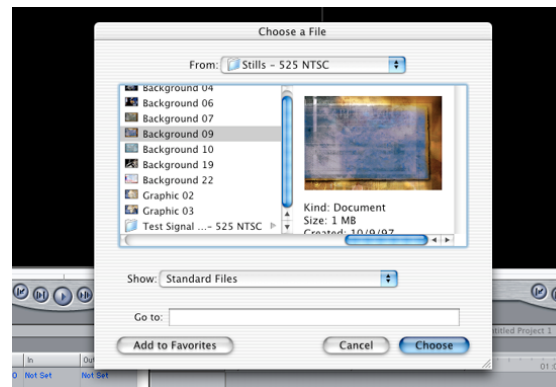 Choose a File
From: Stills - 525 NTSC
Background 04
Background 06
Background 07
Background 09
Background 10
Background 19
Background 22
Graphic 02
Graphic 03
Test Signal ...- 525 NTSC
Kind: Document
Size: 1 MB
Created: 10/9/97
Show: Standard Files
Go to:
Add to Favorites
Cancel
Choose
titled Project 1
In
Out
Not Set
Not Set